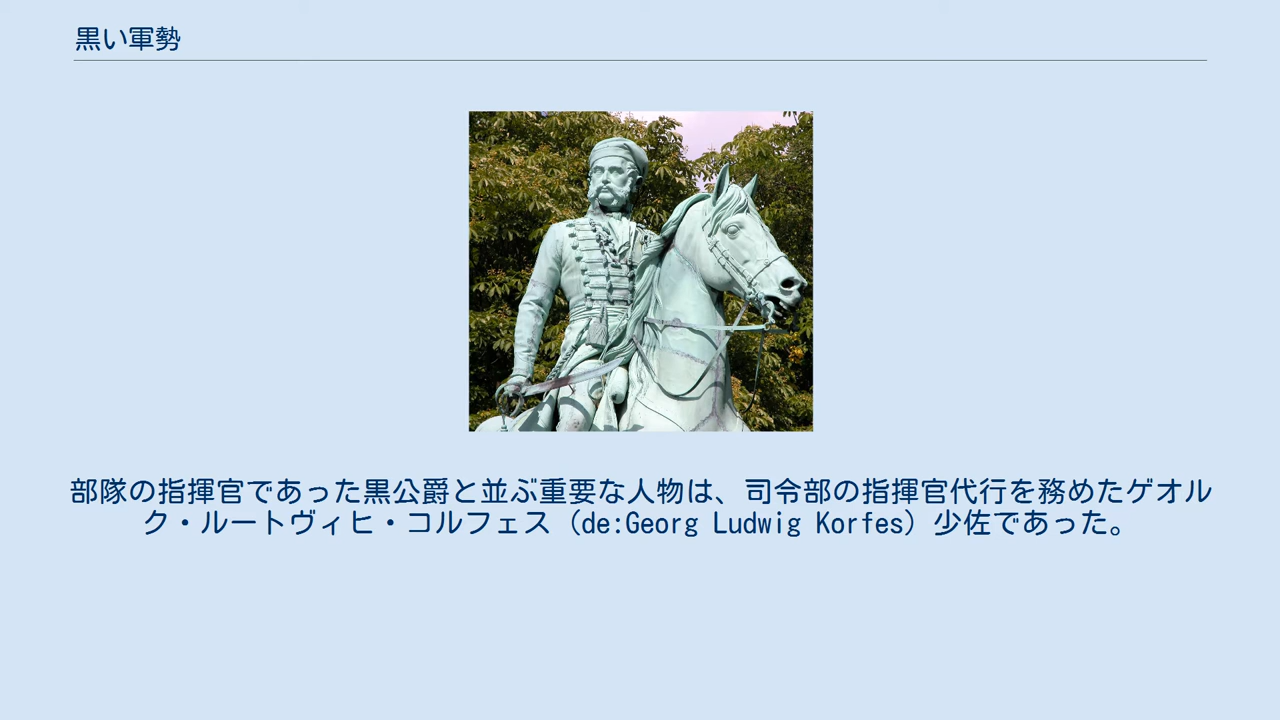 黒い軍勢
部隊の指揮官であった黒公爵と並ぶ重要な人物は、司令部の指揮官代行を務めたゲオル
ク・ルートヴィヒ・コルフェス（de:Georg Ludwig Korfes）少佐であった。